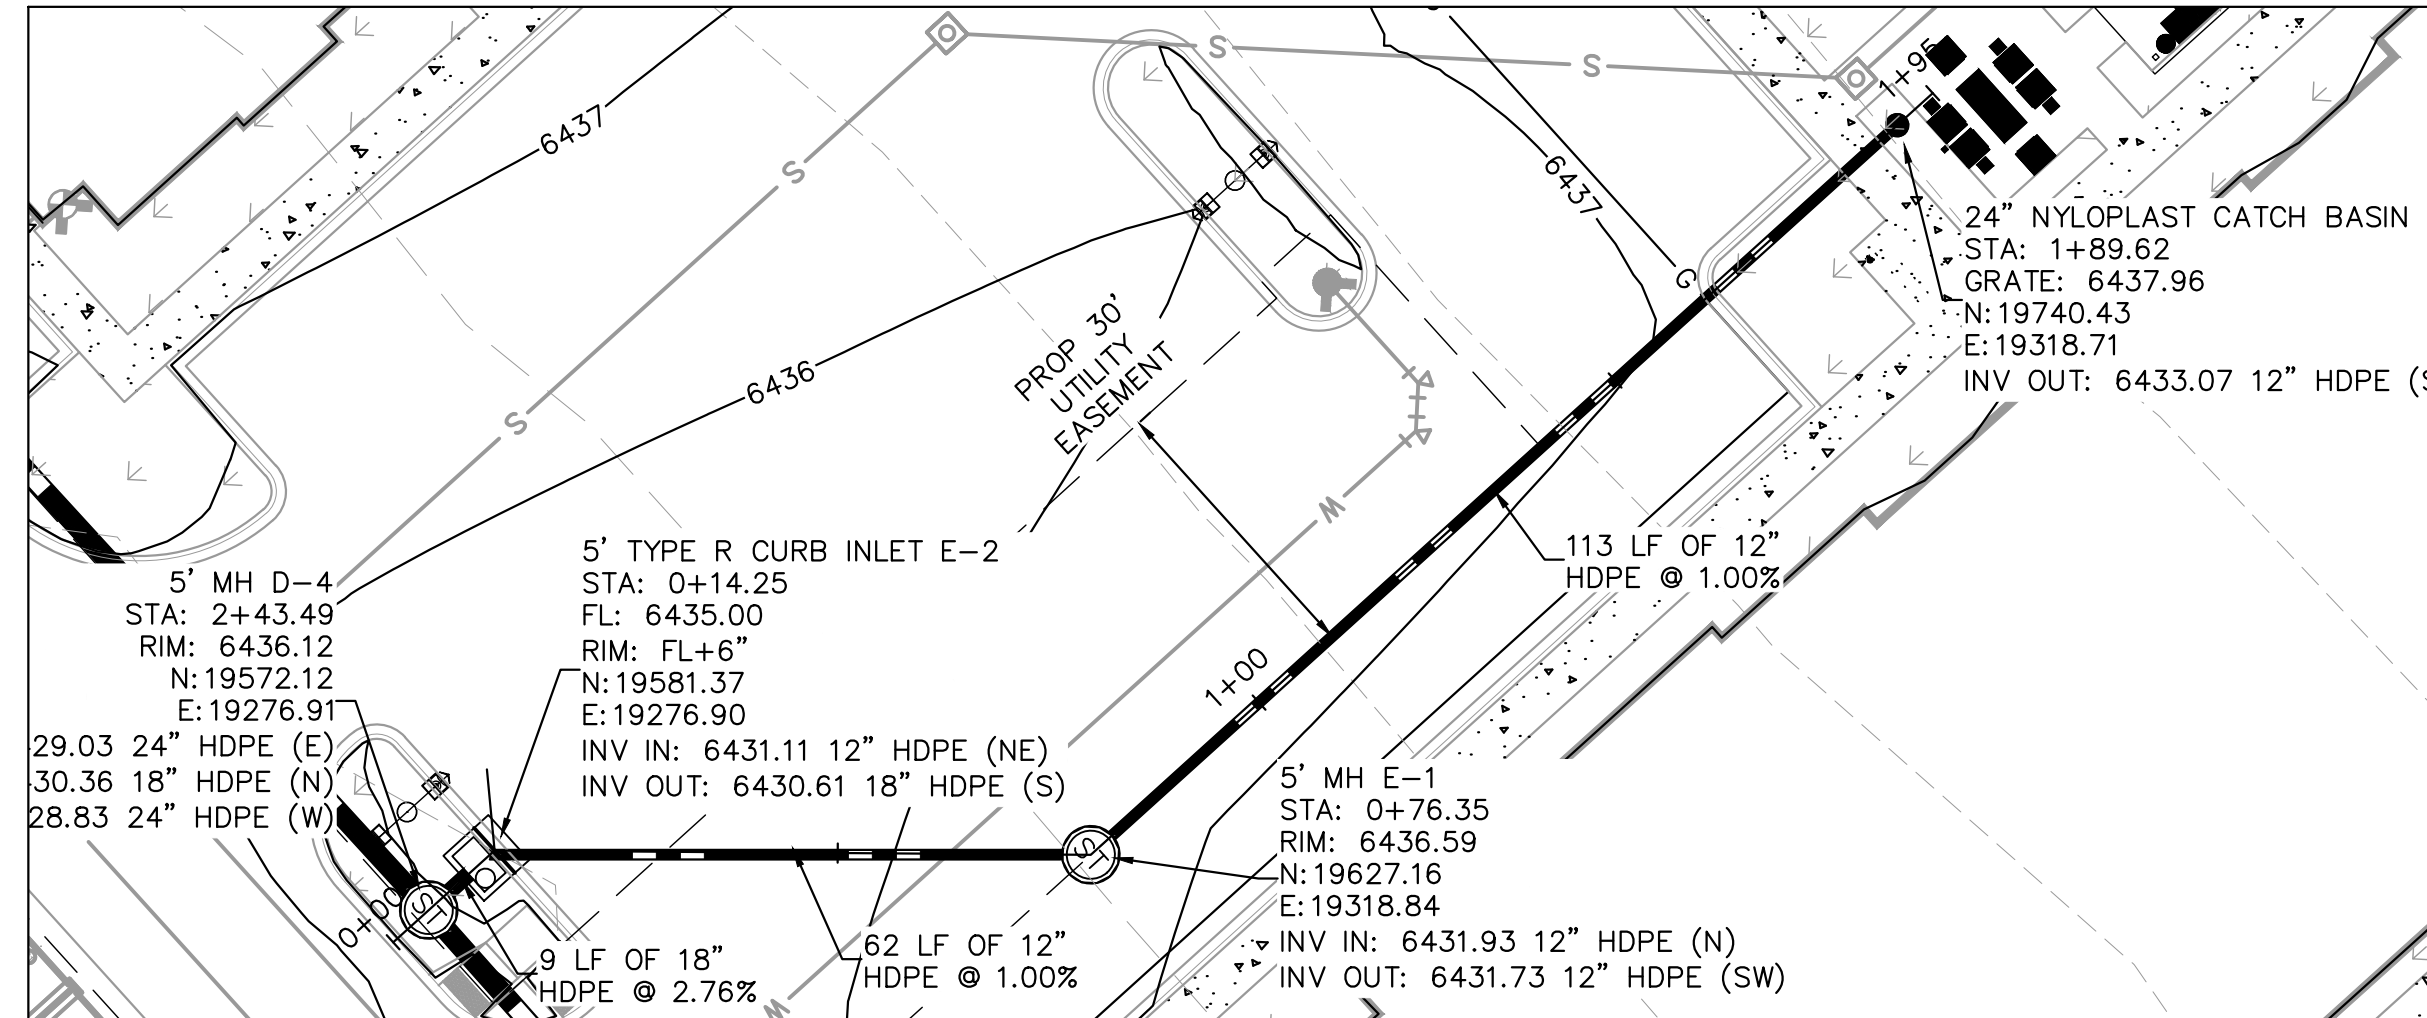 S
S
1+95
6437
S
6437
G
24” NYLOPLAST CATCH BASIN
STA: 1+89.62
GRATE: 6437.96
N:19740.43
E:19318.71
INV OUT: 6433.07 12” HDPE (S
PROP 30’
UTILITY
EASEMENT
6436
S
W
113 LF OF 12”
HDPE @ 1.00%
5’ TYPE R CURB INLET E-2
STA: 0+14.25
FL: 6435.00
RIM: FL+6”
N:19581.37
E:19276.90
INV IN: 6431.11 12” HDPE (NE)
INV OUT: 6430.61 18” HDPE (S)
5’ MH D-4
STA: 2+43.49
RIM: 6436.12
N:19572.12
E:19276.91
29.03 24” HDPE (E)
30.36 18” HDPE (N)
28.83 24” HDPE (W)
1+00
5’ MH E-1
STA: 0+76.35
RIM: 6436.59
N:19627.16
E:19318.84
INV IN: 6431.93 12” HDPE (N)
INV OUT: 6431.73 12” HDPE (SW)
ST
ST
0+00
9 LF OF 18”
HDPE @ 2.76%
62 LF OF 12”
HDPE @ 1.00%
W